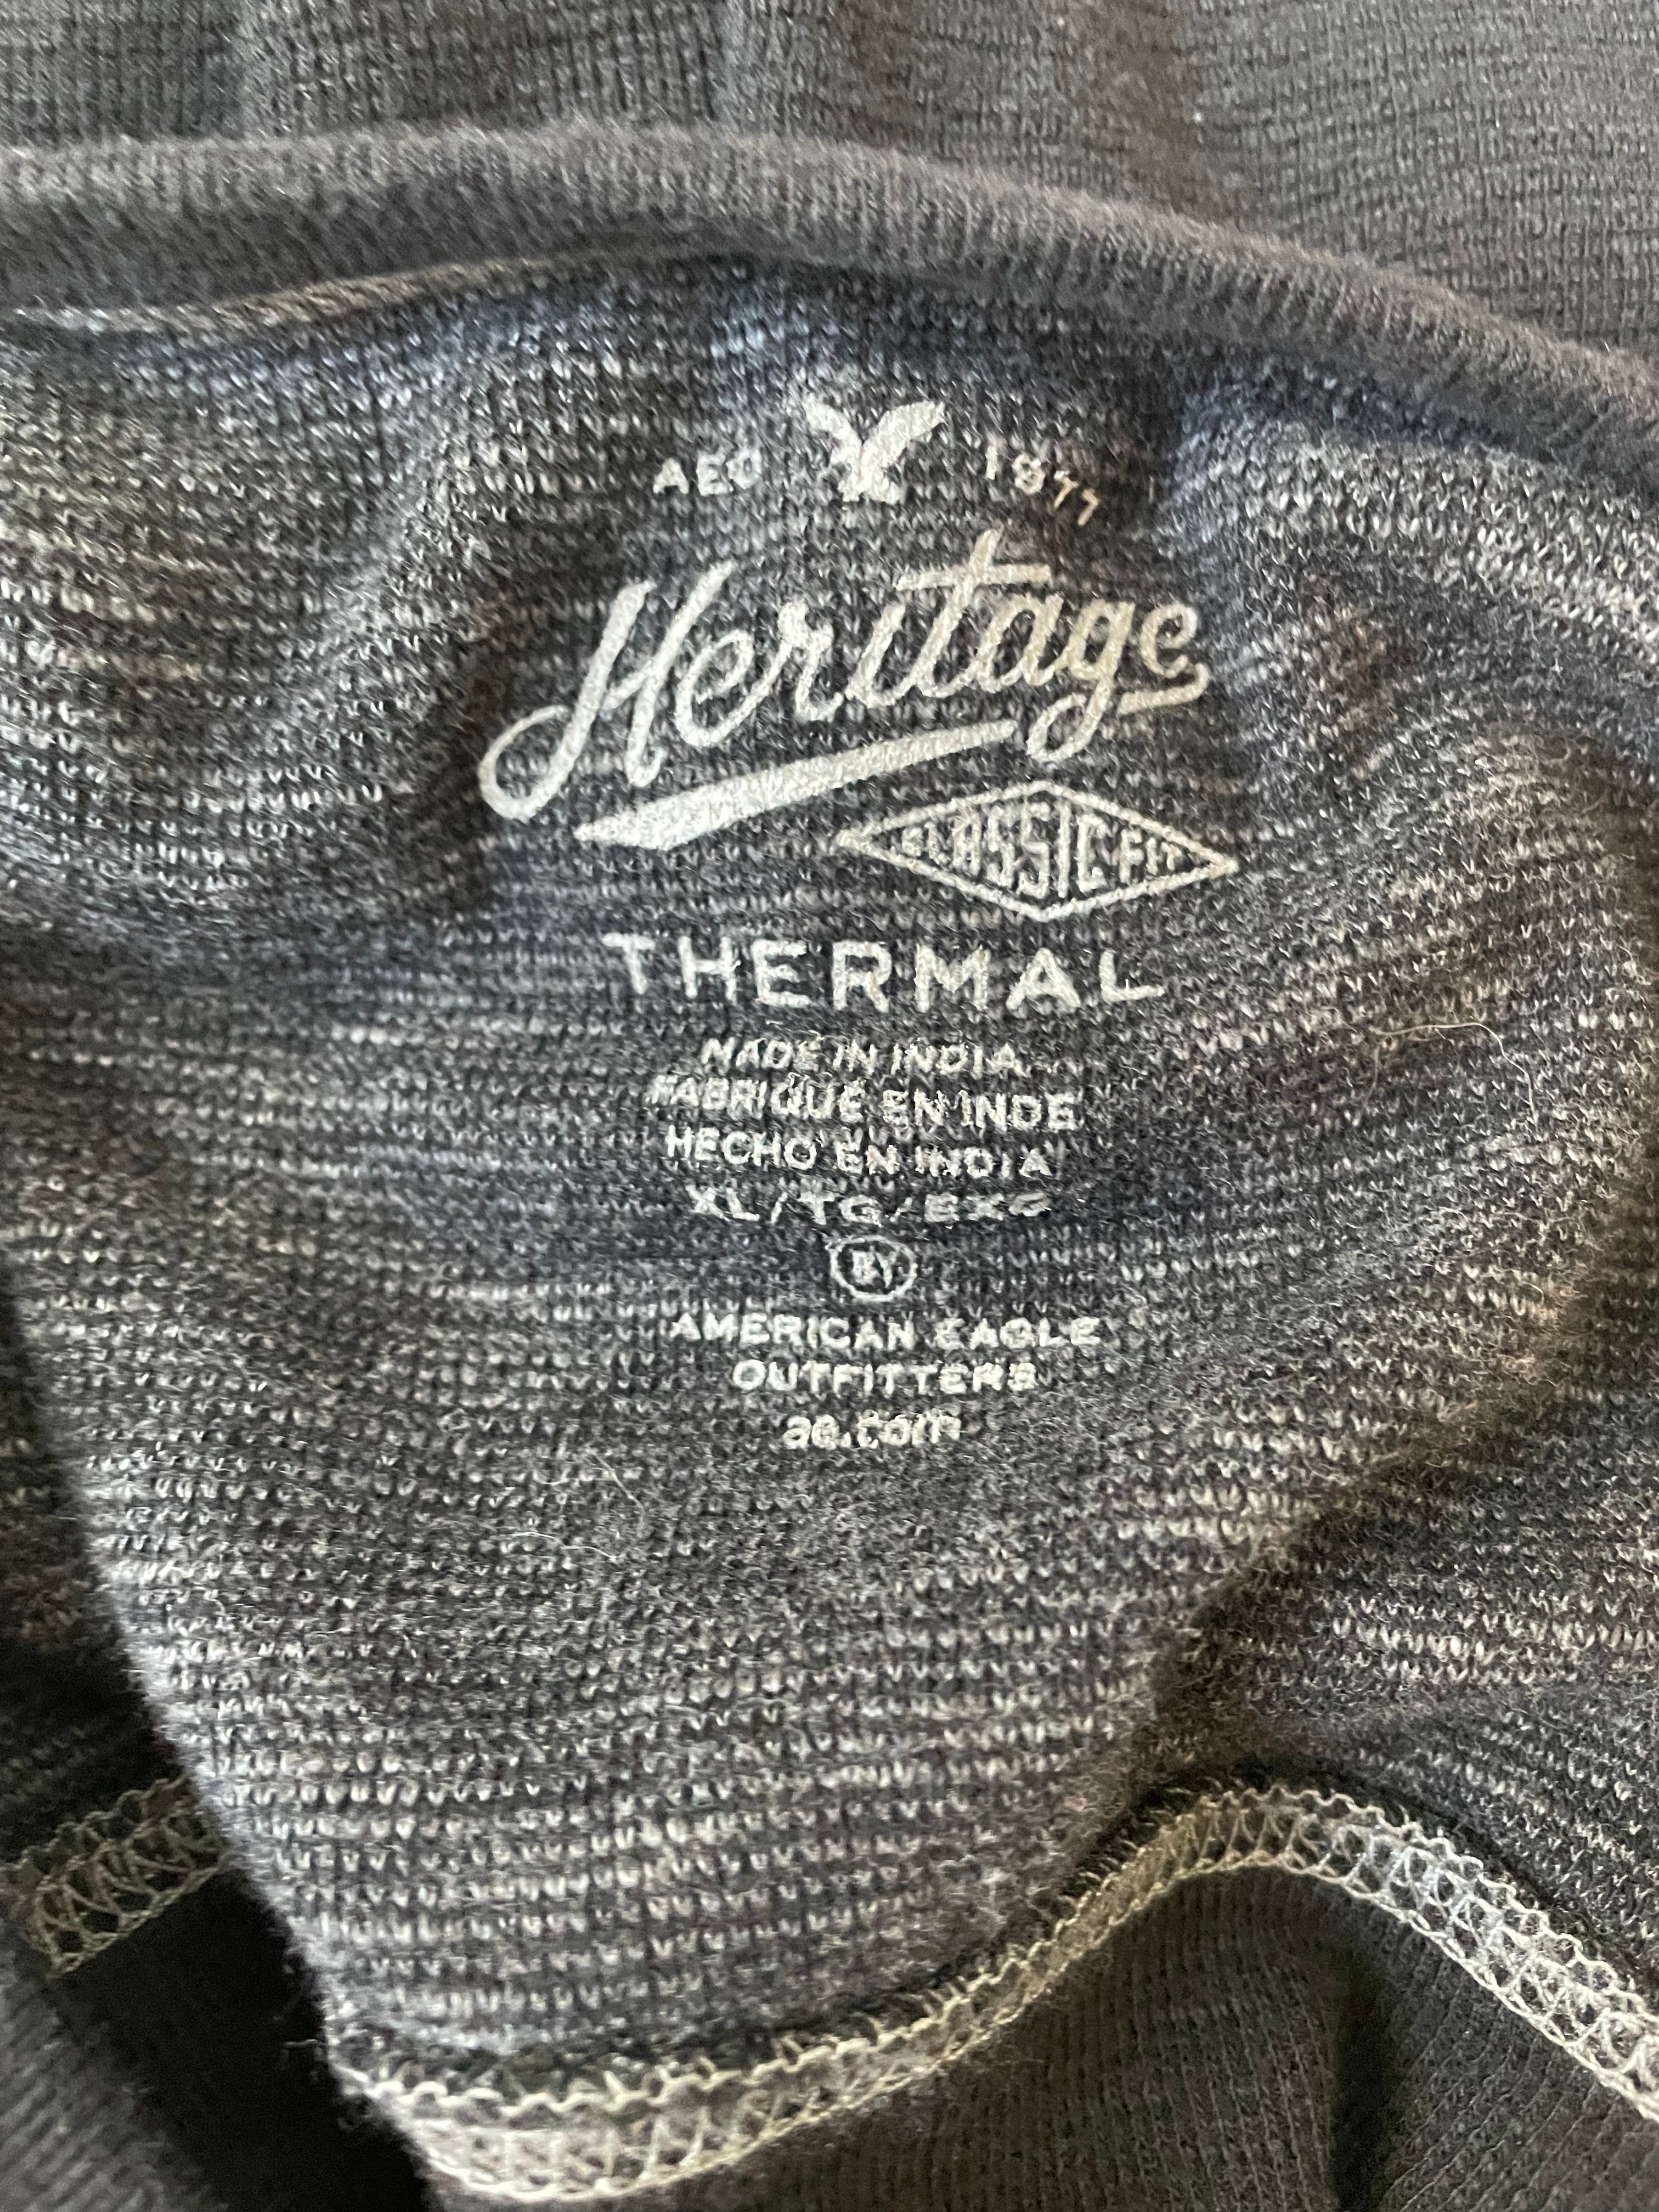 AEO 1977
Heritage
CLASSIC FIT
THERMAL
MADE IN INDIA
FABRIQUÉ EN INDE
HECHO EN INDIA
XL/TG/EXG
BY
AMERICAN EAGLE
OUTFITTERS
ae.com